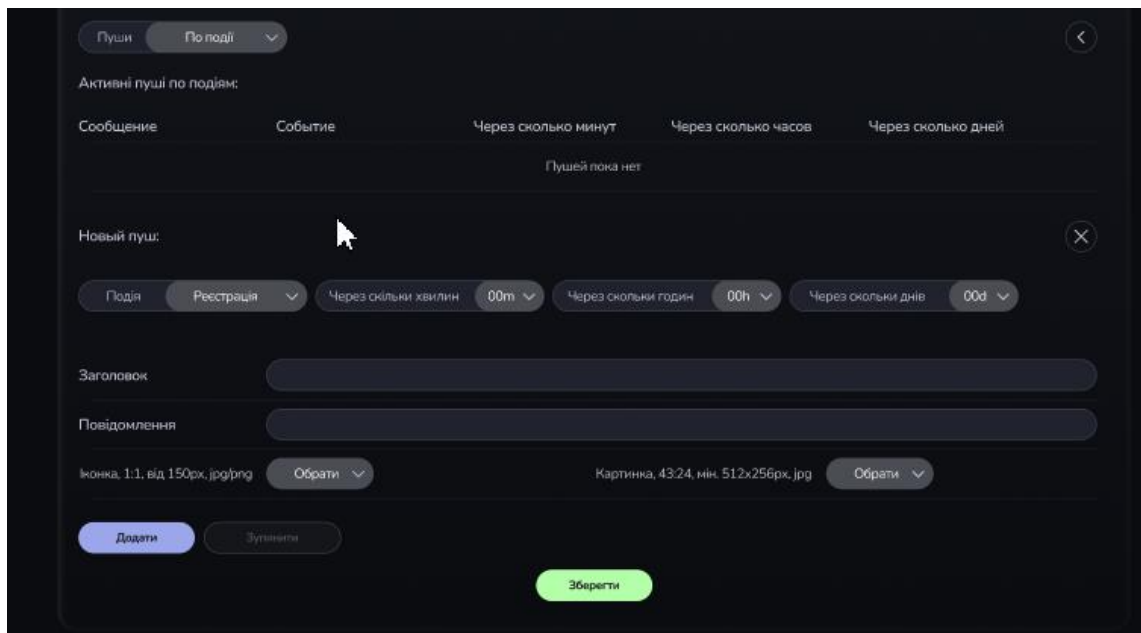 Пуши По події
Активні пуші по подіям:
Сообщение Событие Через сколько минут Через сколько часов Через сколько дней
Пушей пока нет
Новый пуш:
Подія Реєстрація Через скільки хвилин 00m Через скольки годин 00h Через скольки днів 00d
Заголовок
Повідомлення
Іконка, 1:1, від 150px, jpg/png Обрати Картинка, 43:24, мін. 512x256px, jpg Обрати
Додати Зупинити
Зберегти